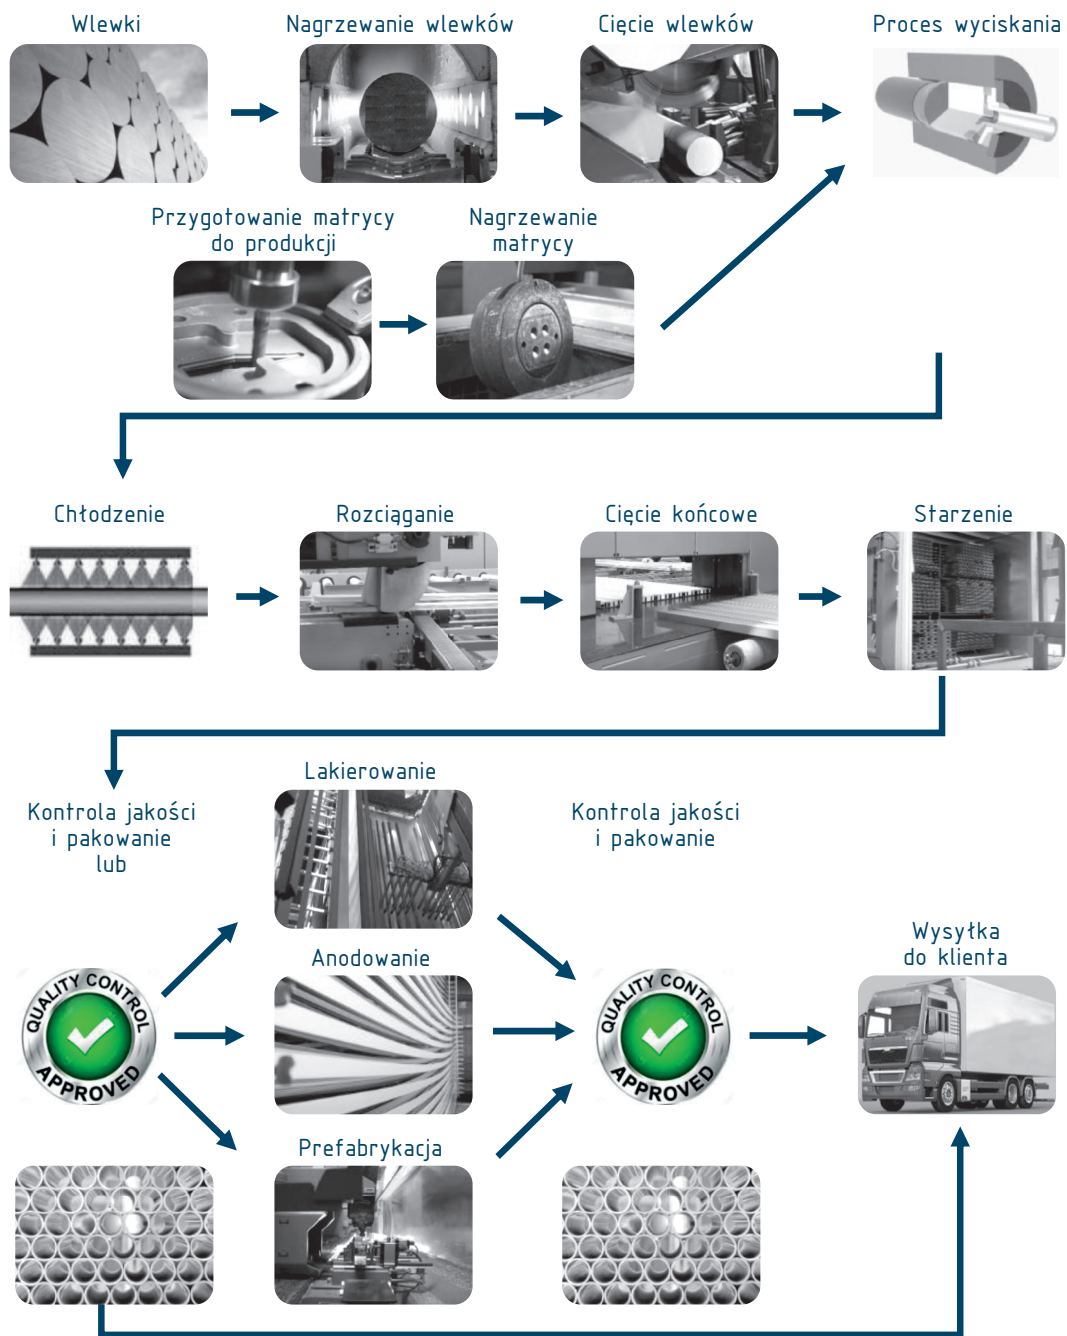 Wlewki
Nagrzewanie wlewków
Cięcie wlewków
Proces wyciskania
Przygotowanie matrycy
do produkcji
Nagrzewanie
matrycy
Chłodzenie
Rozciąganie
Cięcie końcowe
Starzenie
Kontrola jakości
i pakowanie
lub
Lakierowanie
Kontrola jakości
i pakowanie
Anodowanie
Wysyłka
do klienta
QUALITY CONTROL
APPROVED
QUALITY CONTROL
APPROVED
Prefabrykacja